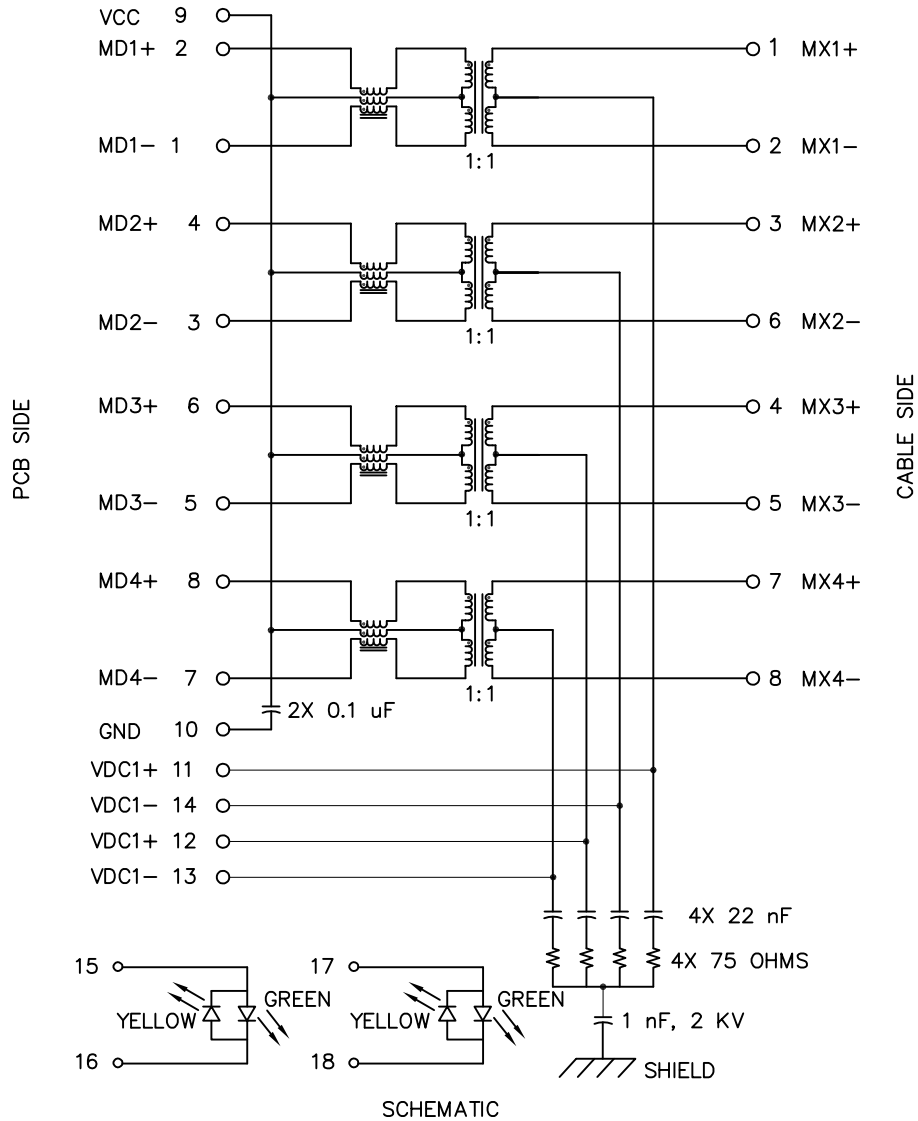 VCC 9
MD1+ 2
1 MX1+
MD1- 1
2 MX1-
1:1
MD2+ 4
3 MX2+
MD2- 3
6 MX2-
1:1
PCB SIDE
CABLE SIDE
MD3+ 6
4 MX3+
MD3- 5
5 MX3-
1:1
MD4+ 8
7 MX4+
MD4- 7
8 MX4-
1:1
2X 0.1 uF
GND 10
VDC1+ 11
VDC1- 14
VDC1+ 12
VDC1- 13
4X 22 nF
4X 75 OHMS
15
17
GREEN
GREEN
YELLOW
YELLOW
1 nF, 2 KV
16
18
SHIELD
SCHEMATIC